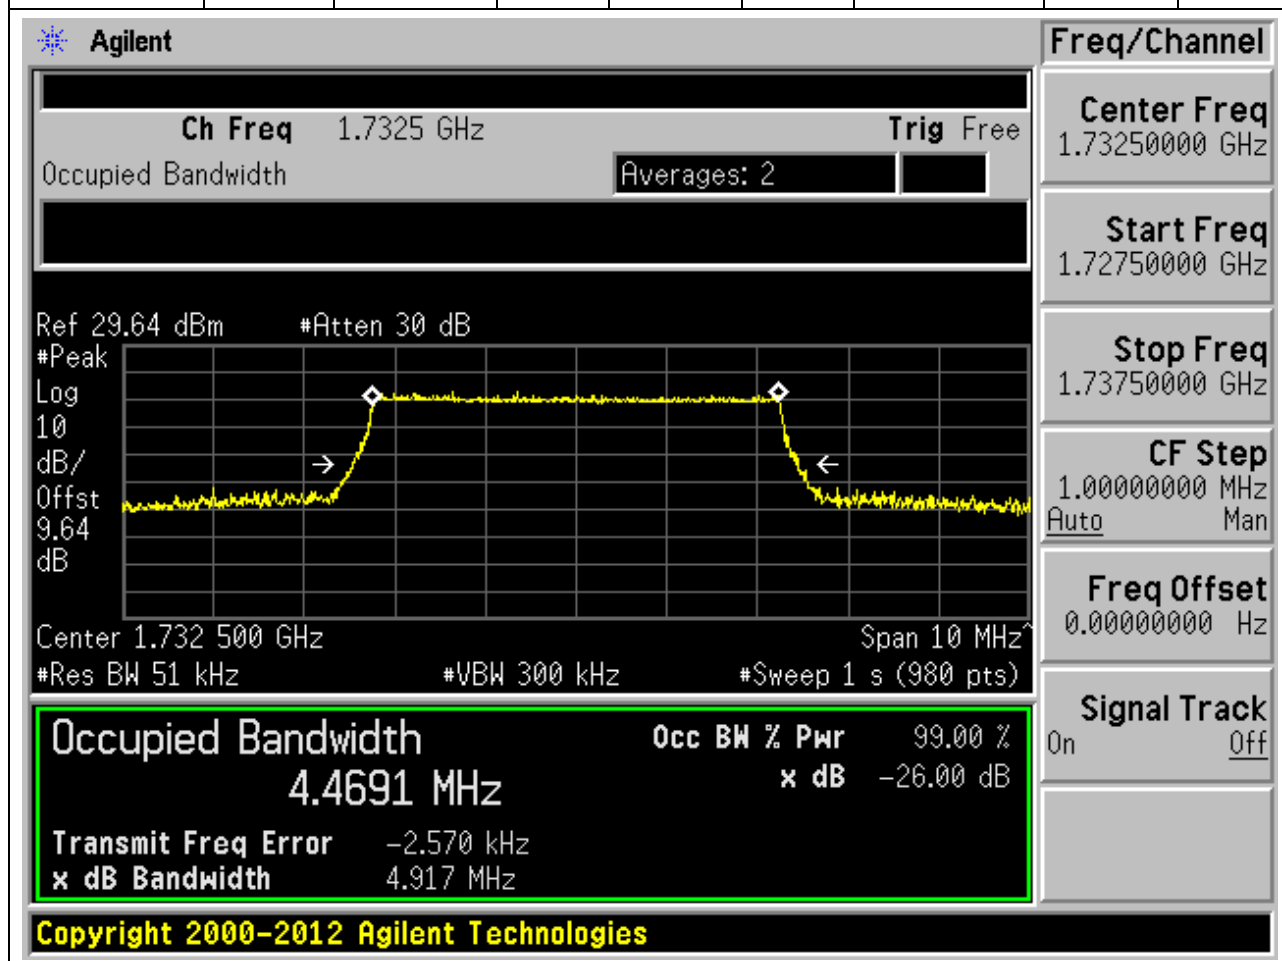 Agilent
Freq/Channel
Ch Freq 1.7325 GHz Trig Free
Occupied Bandwidth Averages: 2
Ref 29.64 dBm #Atten 30 dB
#Peak
Log
10
dB/
Offst
9.64
dB
Center 1.732 500 GHz Span 10 MHz^
#Res BW 51 kHz #VBW 300 kHz #Sweep 1 s (980 pts)
Occupied Bandwidth Occ BW % Pwr 99.00 %
4.4691 MHz x dB -26.00 dB
Transmit Freq Error -2.570 kHz
x dB Bandwidth 4.917 MHz
Copyright 2000-2012 Agilent Technologies
Center Freq
1.73250000 GHz
Start Freq
1.72750000 GHz
Stop Freq
1.73750000 GHz
CF Step
1.00000000 MHz
Auto Man
Freq Offset
0.00000000 Hz
Signal Track
On Off